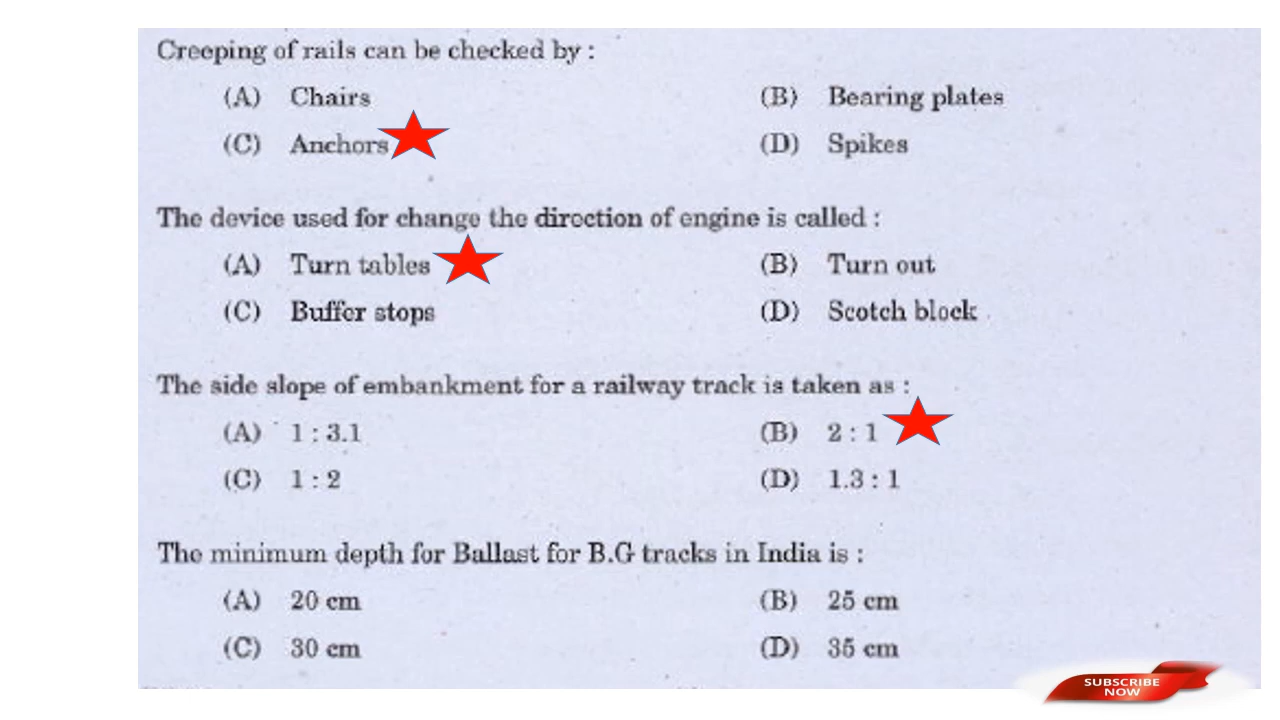 Creeping of rails can be checked by :
(A) Chairs (B) Bearing plates
(C) Anchors (D) Spikes
The device used for change the direction of engine is called :
(A) Turn tables (B) Turn out
(C) Buffer stops (D) Scotch block
The side slope of embankment for a railway track is taken as :
(A) 1 : 3.1 (B) 2 : 1
(C) 1 : 2 (D) 1.3 : 1
The minimum depth for Ballast for B.G tracks in India is :
(A) 20 cm (B) 25 cm
(C) 30 cm (D) 35 cm
SUBSCRIBE
NOW